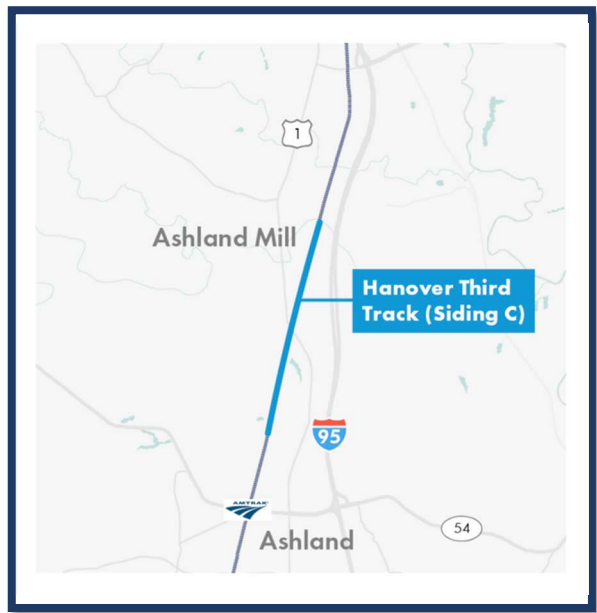 1
Ashland Mill
Hanover Third
Track (Siding C)
95
AMTRAK
54
Ashland